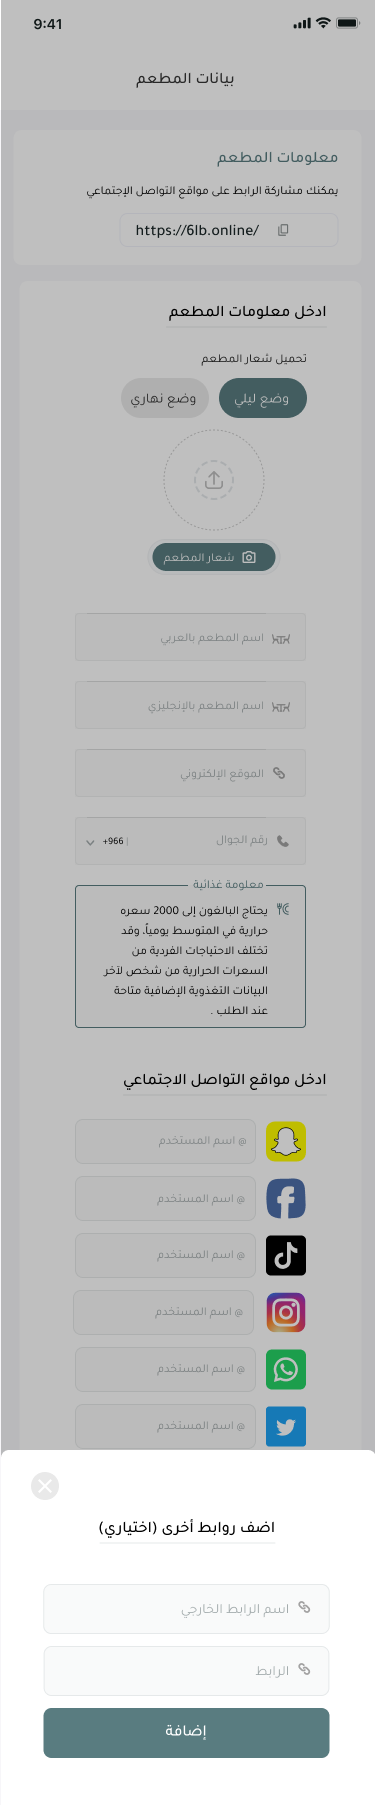 9:41
بيانات المطعم
معلومات المطعم
يمكنك مشاركة الرابط على مواقع التواصل الإجتماعي
https://6lb.online/
ادخل معلومات المطعم
تحميل شعار المطعم
وضع ليلي
وضع نهاري
شعار المطعم
اسم المطعم بالعربي
اسم المطعم بالإنجليزي
الموقع الإلكتروني
رقم الجوال
+966 |
معلومة غذائية
يحتاج البالغون إلى 2000 سعره
حرارية في المتوسط يومياً، وقد
تختلف الاحتياجات الفردية من
السعرات الحرارية من شخص لآخر
البيانات التغذوية الإضافية متاحة
عند الطلب .
ادخل مواقع التواصل الاجتماعي
@ اسم المستخدم
@ اسم المستخدم
@ اسم المستخدم
@ اسم المستخدم
@ اسم المستخدم
@ اسم المستخدم
اضف روابط أخرى (اختياري)
اسم الرابط الخارجي
الرابط
إضافة